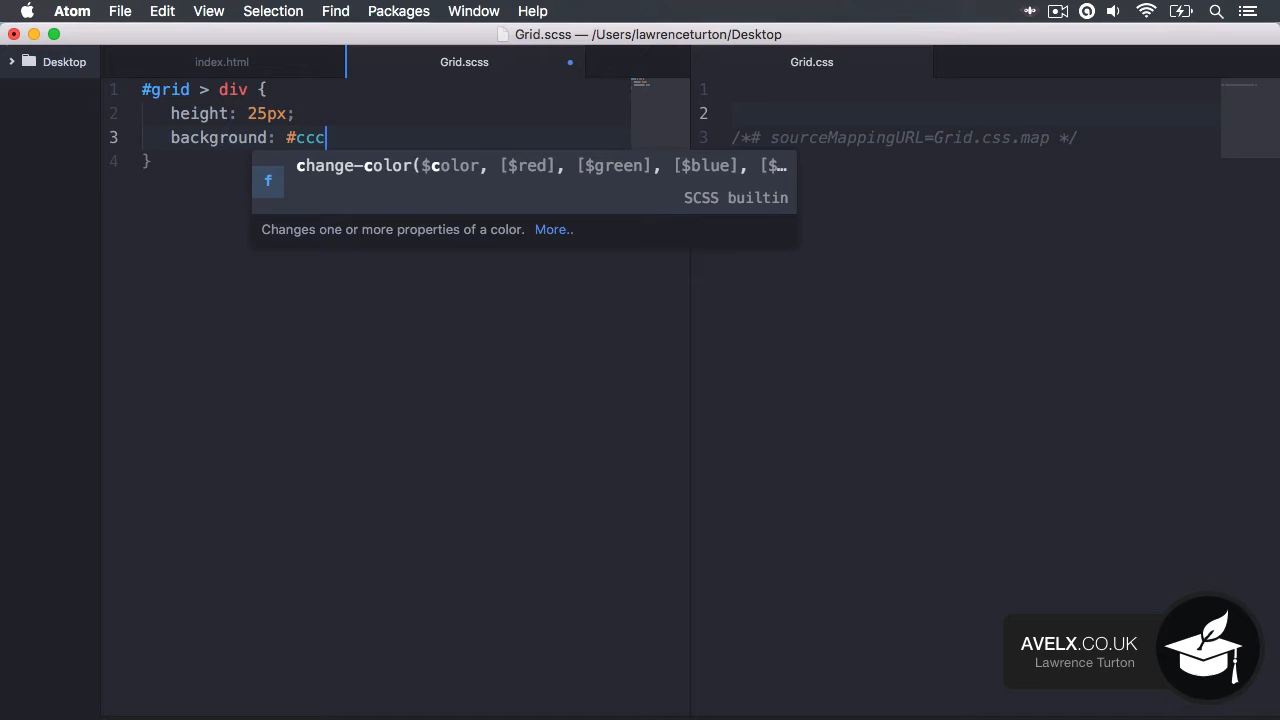 Atom File Edit View Selection Find Packages Window Help
Grid.scss — /Users/lawrenceturton/Desktop
Desktop
index.html
Grid.scss
Grid.css
1 #grid > div {
2 height: 25px;
3 background: #ccc
4 }
change-color($color, [$red], [$green], [$blue], [$…
f
SCSS builtin
Changes one or more properties of a color. More..
1
2
3 /*# sourceMappingURL=Grid.css.map */
AVELX.CO.UK
Lawrence Turton